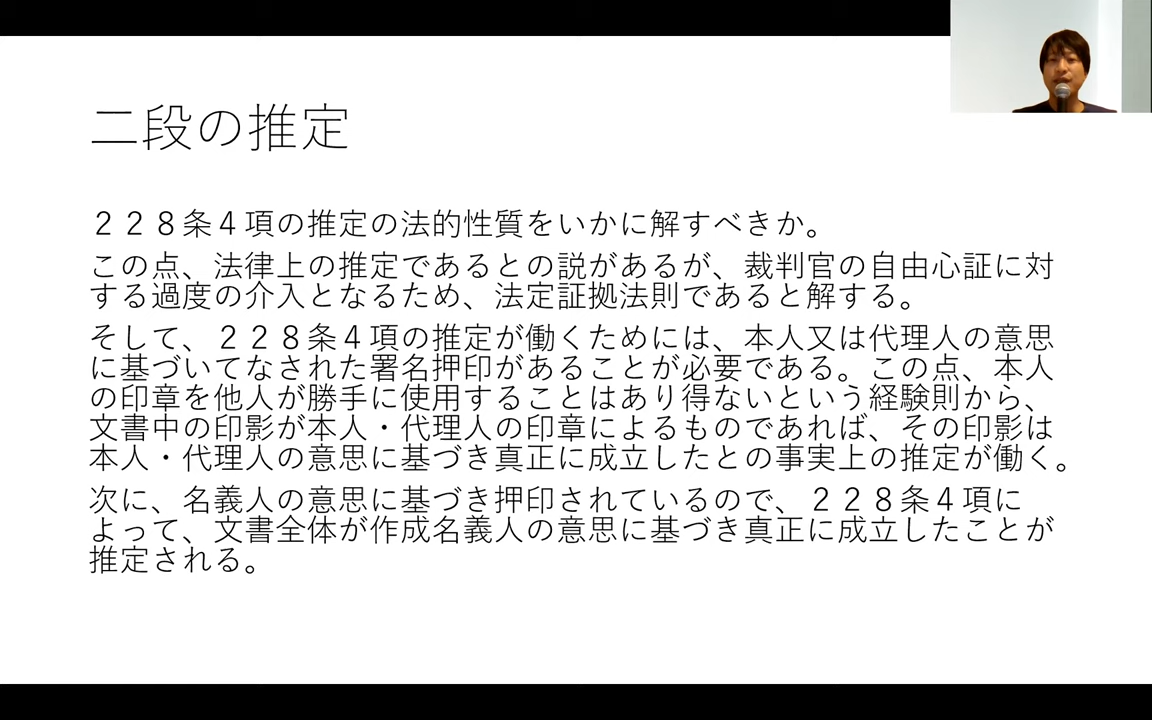 二段の推定
２２８条４項の推定の法的性質をいかに解すべきか。
この点、法律上の推定であるとの説があるが、裁判官の自由心証に対
する過度の介入となるため、法定証拠法則であると解する。
そして、２２８条４項の推定が働くためには、本人又は代理人の意思
に基づいてなされた署名押印があることが必要である。この点、本人
の印章を他人が勝手に使用することはあり得ないという経験則から、
文書中の印影が本人・代理人の印章によるものであれば、その印影は
本人・代理人の意思に基づき真正に成立したとの事実上の推定が働く。
次に、名義人の意思に基づき押印されているので、２２８条４項に
よって、文書全体が作成名義人の意思に基づき真正に成立したことが
推定される。